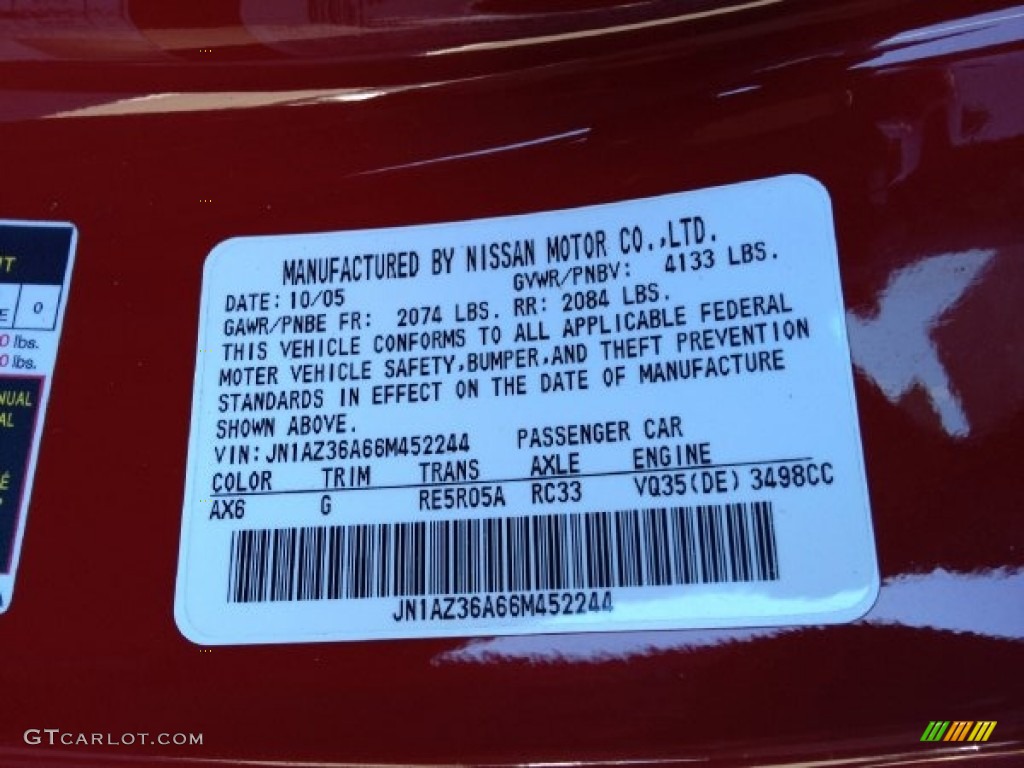 MANUFACTURED BY NISSAN MOTOR CO.,LTD.
DATE: 10/05 GVWR/PNBV: 4133 LBS.
GAWR/PNBE FR: 2074 LBS. RR: 2084 LBS.
THIS VEHICLE CONFORMS TO ALL APPLICABLE FEDERAL
MOTER VEHICLE SAFETY,BUMPER,AND THEFT PREVENTION
STANDARDS IN EFFECT ON THE DATE OF MANUFACTURE
SHOWN ABOVE.
VIN: JN1AZ36A66M452244 PASSENGER CAR
COLOR TRIM TRANS AXLE ENGINE
AX6 G RE5R05A RC33 VQ35(DE) 3498CC
JN1AZ36A66M452244
0
lbs.
lbs.
GTCARLOT.COM